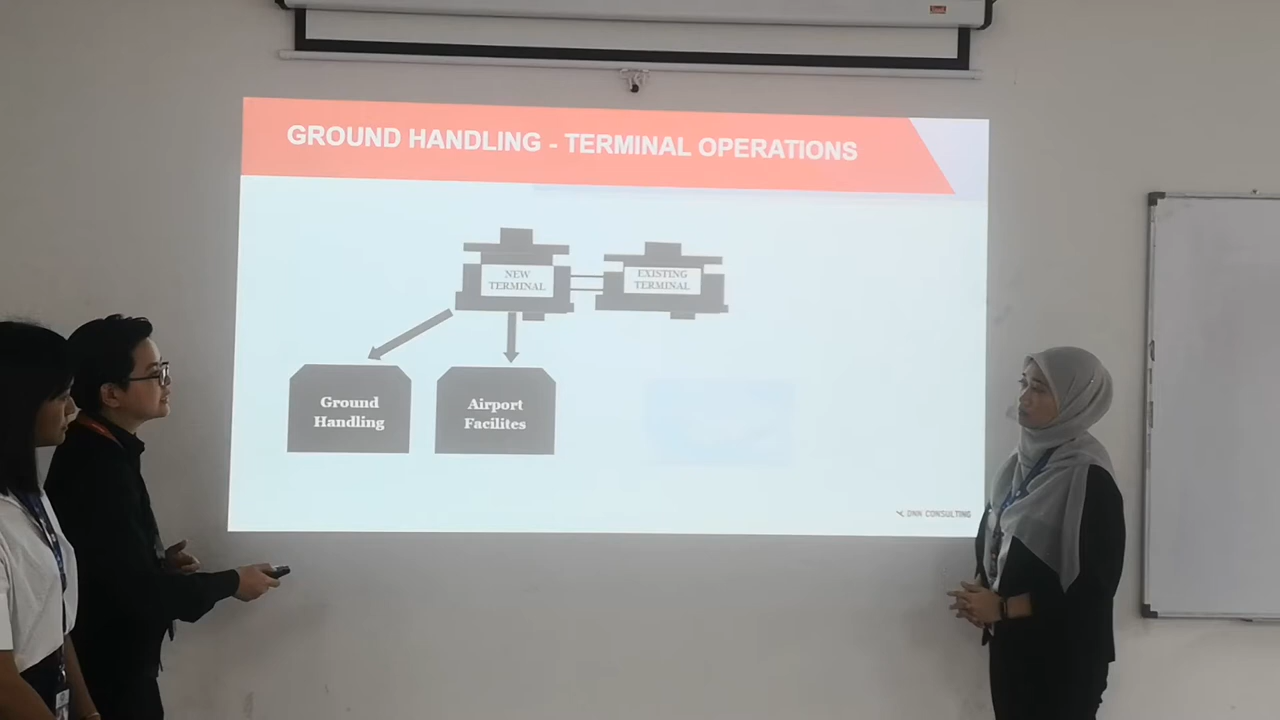 GROUND HANDLING - TERMINAL OPERATIONS
NEW
TERMINAL
EXISTING
TERMINAL
Ground
Handling
Airport
Facilites
DNN CONSULTING